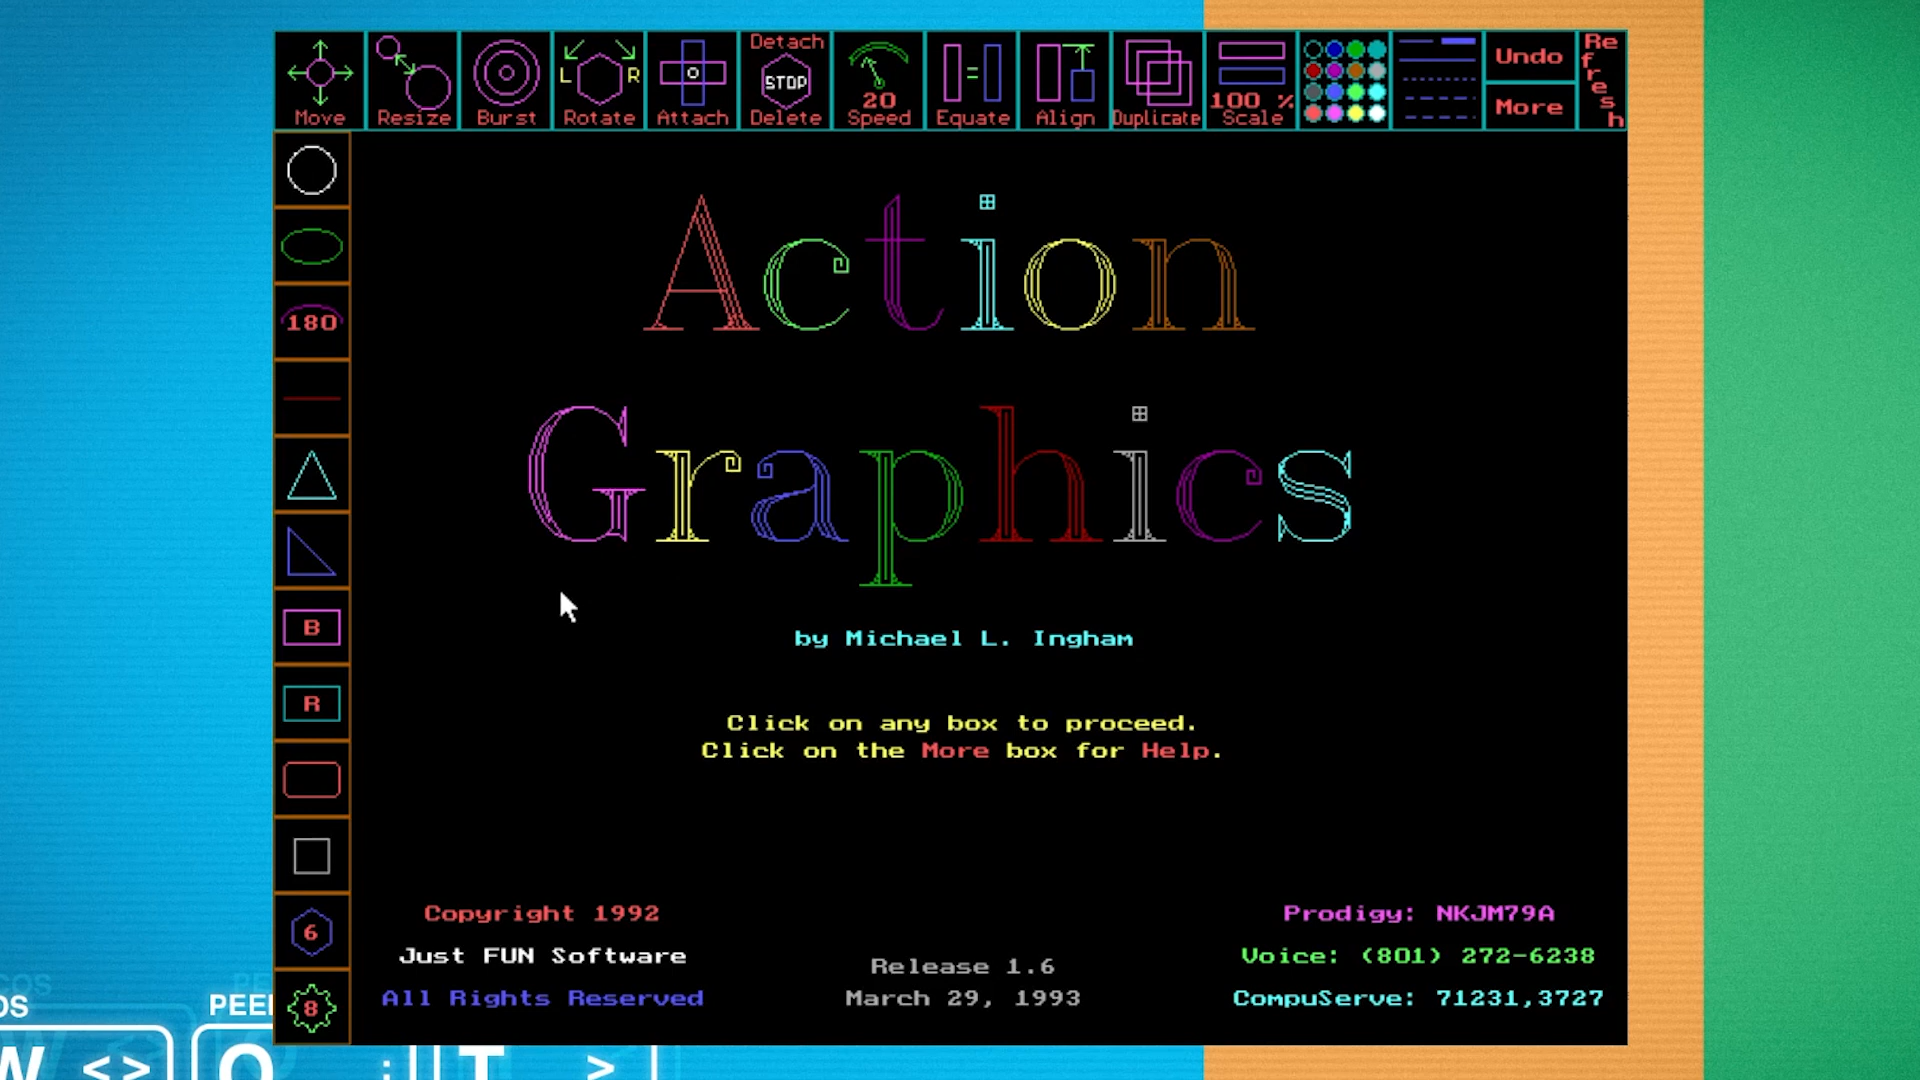 Move Resize Burst L R Rotate Attach Detach STOP Delete 20 Speed = Equate Align Duplicate 100 % Scale Undo More Refresh
180
B
R
6
8
Action
Graphics
by Michael L. Ingham
Click on any box to proceed.
Click on the More box for Help.
Copyright 1992
Just FUN Software
All Rights Reserved
Release 1.6
March 29, 1993
Prodigy: NKJM79A
Voice: (801) 272-6238
CompuServe: 71231,3727
OS PEE
W <> Q ; T >